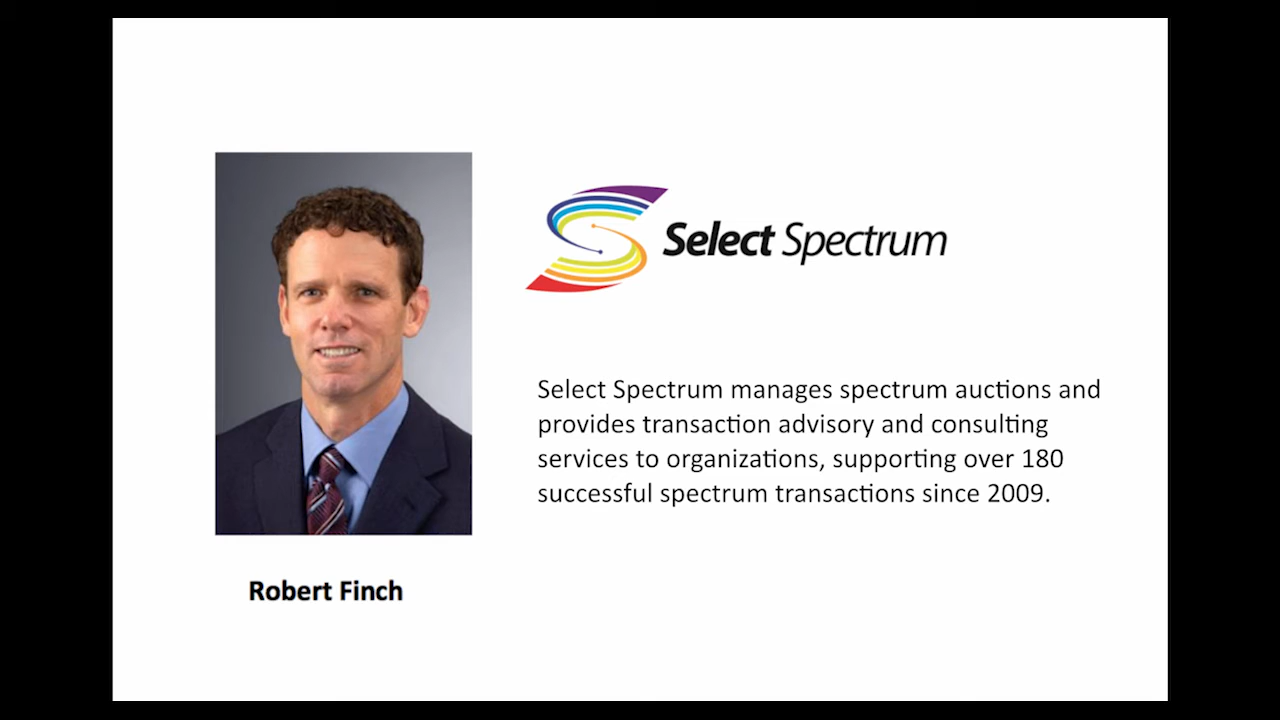 Select Spectrum
Select Spectrum manages spectrum auctions and
provides transaction advisory and consulting
services to organizations, supporting over 180
successful spectrum transactions since 2009.
Robert Finch